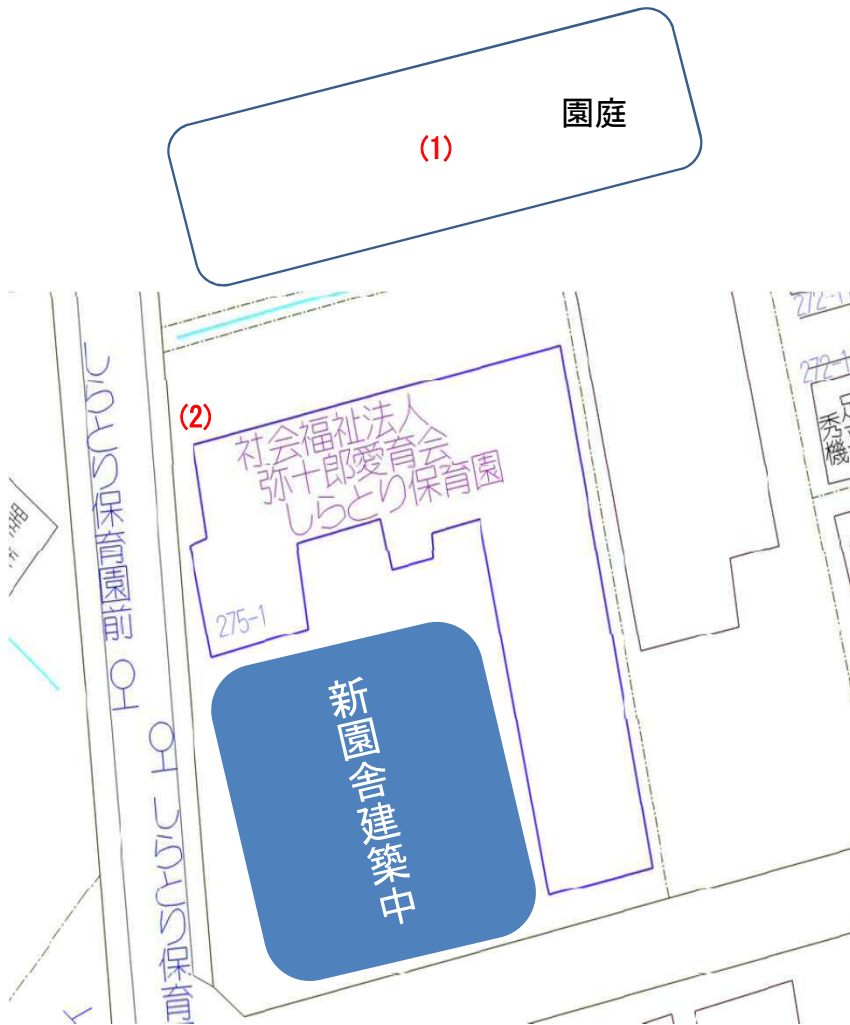 園庭
(1)
272-1
(2)
社会福祉法人
弥十郎愛育会
しらとり保育園
275-1
しらとり保育園前
新園舎建築中
しらとり保育